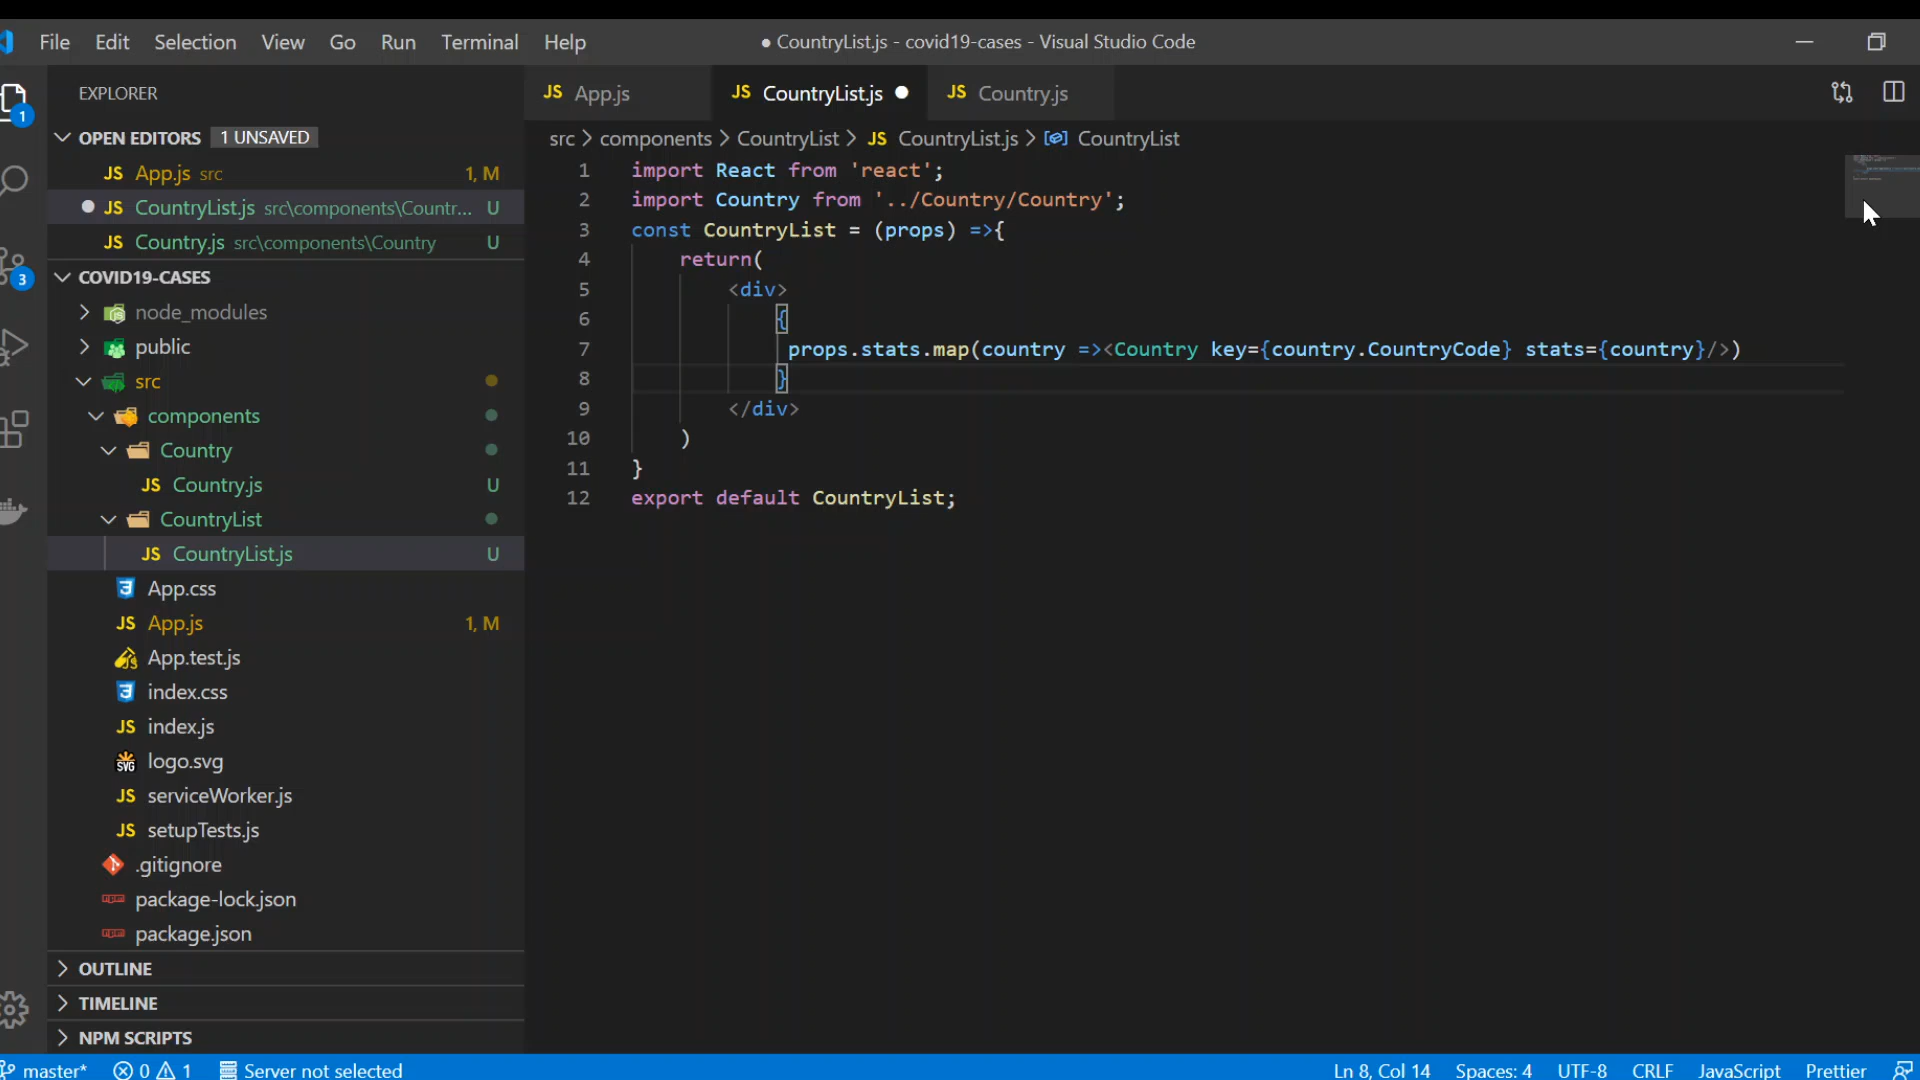 File Edit Selection View Go Run Terminal Help
● CountryList.js - covid19-cases - Visual Studio Code
EXPLORER
OPEN EDITORS 1 UNSAVED
JS App.js src 1, M
JS CountryList.js src\components\Countr... U
JS Country.js src\components\Country U
COVID19-CASES
node_modules
public
src
components
Country
JS Country.js U
CountryList
JS CountryList.js U
App.css
JS App.js 1, M
App.test.js
index.css
JS index.js
SVG logo.svg
JS serviceWorker.js
JS setupTests.js
.gitignore
package-lock.json
package.json
OUTLINE
TIMELINE
NPM SCRIPTS
1
3
JS App.js JS CountryList.js JS Country.js
src > components > CountryList > JS CountryList.js > CountryList
1 import React from 'react';
2 import Country from '../Country/Country';
3 const CountryList = (props) =>{
4 return(
5 <div>
6 {
7 props.stats.map(country =><Country key={country.CountryCode} stats={country}/>)
8 }
9 </div>
10 )
11 }
12 export default CountryList;
master* 0 1 Server not selected Ln 8, Col 14 Spaces: 4 UTF-8 CRLF JavaScript Prettier